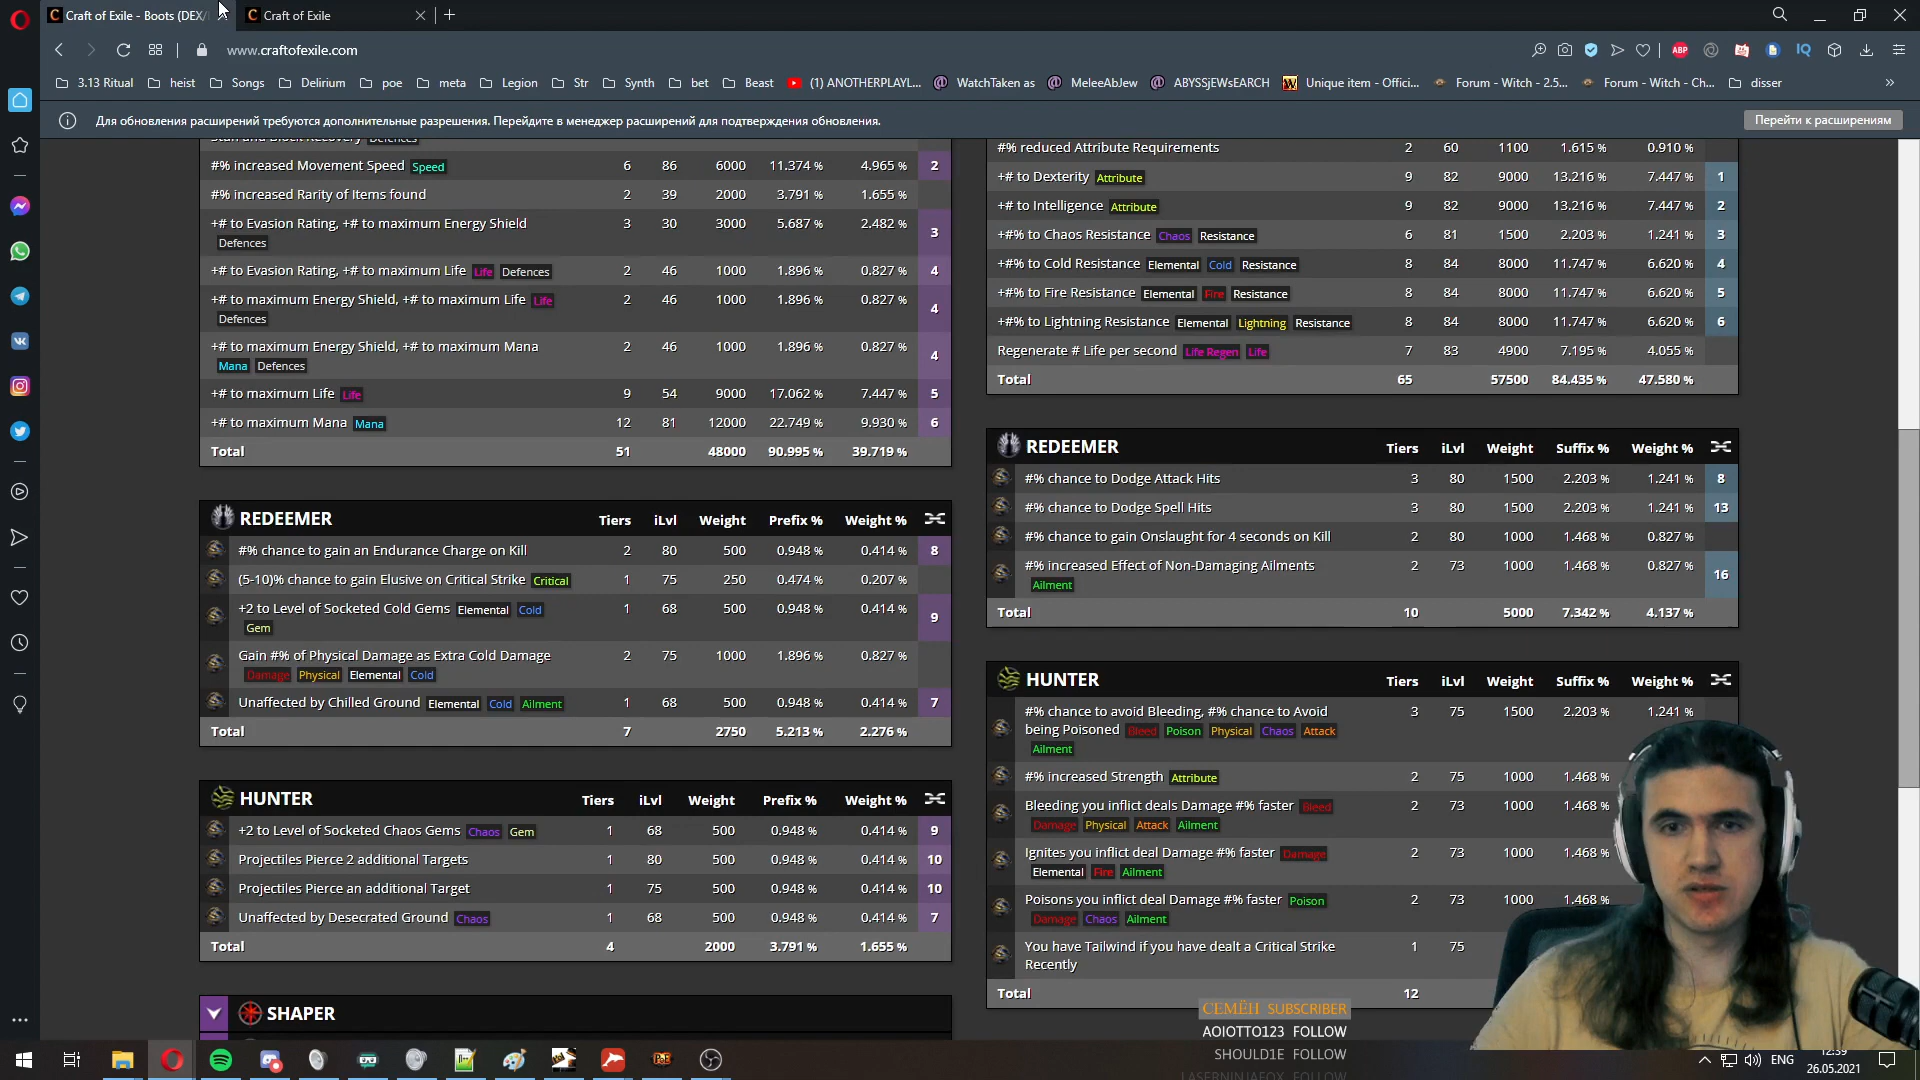 Craft of Exile - Boots (DEX/
Craft of Exile
www.craftofexile.com
ABP
IQ
3.13 Ritual
heist
Songs
Delirium
poe
meta
Legion
Str
Synth
bet
Beast
(1) ANOTHERPLAYL...
WatchTaken as
MeleeAbJew
ABYSSjEWsEARCH
Unique item - Offici...
Forum - Witch - 2.5...
Forum - Witch - Ch...
disser
Для обновления расширений требуются дополнительные разрешения. Перейдите в менеджер расширений для подтверждения обновления.
Перейти к расширениям
Stun and Block Recovery Defences
#% increased Movement Speed Speed 6 86 6000 11.374 % 4.965 % 2
#% increased Rarity of Items found 2 39 2000 3.791 % 1.655 %
+# to Evasion Rating, +# to maximum Energy Shield 3 30 3000 5.687 % 2.482 % 3
Defences
+# to Evasion Rating, +# to maximum Life Life Defences 2 46 1000 1.896 % 0.827 % 4
+# to maximum Energy Shield, +# to maximum Life Life 2 46 1000 1.896 % 0.827 % 4
Defences
+# to maximum Energy Shield, +# to maximum Mana 2 46 1000 1.896 % 0.827 % 4
Mana Defences
+# to maximum Life Life 9 54 9000 17.062 % 7.447 % 5
+# to maximum Mana Mana 12 81 12000 22.749 % 9.930 % 6
Total 51 48000 90.995 % 39.719 %
REDEEMER Tiers iLvl Weight Prefix % Weight %
#% chance to gain an Endurance Charge on Kill 2 80 500 0.948 % 0.414 % 8
(5-10)% chance to gain Elusive on Critical Strike Critical 1 75 250 0.474 % 0.207 %
+2 to Level of Socketed Cold Gems Elemental Cold 1 68 500 0.948 % 0.414 % 9
Gem
Gain #% of Physical Damage as Extra Cold Damage 2 75 1000 1.896 % 0.827 %
Damage Physical Elemental Cold
Unaffected by Chilled Ground Elemental Cold Ailment 1 68 500 0.948 % 0.414 % 7
Total 7 2750 5.213 % 2.276 %
HUNTER Tiers iLvl Weight Prefix % Weight %
+2 to Level of Socketed Chaos Gems Chaos Gem 1 68 500 0.948 % 0.414 % 9
Projectiles Pierce 2 additional Targets 1 80 500 0.948 % 0.414 % 10
Projectiles Pierce an additional Target 1 75 500 0.948 % 0.414 % 10
Unaffected by Desecrated Ground Chaos 1 68 500 0.948 % 0.414 % 7
Total 4 2000 3.791 % 1.655 %
SHAPER
#% reduced Attribute Requirements 2 60 1100 1.615 % 0.910 %
+# to Dexterity Attribute 9 82 9000 13.216 % 7.447 % 1
+# to Intelligence Attribute 9 82 9000 13.216 % 7.447 % 2
+#% to Chaos Resistance Chaos Resistance 6 81 1500 2.203 % 1.241 % 3
+#% to Cold Resistance Elemental Cold Resistance 8 84 8000 11.747 % 6.620 % 4
+#% to Fire Resistance Elemental Fire Resistance 8 84 8000 11.747 % 6.620 % 5
+#% to Lightning Resistance Elemental Lightning Resistance 8 84 8000 11.747 % 6.620 % 6
Regenerate # Life per second Life Regen Life 7 83 4900 7.195 % 4.055 %
Total 65 57500 84.435 % 47.580 %
REDEEMER Tiers iLvl Weight Suffix % Weight %
#% chance to Dodge Attack Hits 3 80 1500 2.203 % 1.241 % 8
#% chance to Dodge Spell Hits 3 80 1500 2.203 % 1.241 % 13
#% chance to gain Onslaught for 4 seconds on Kill 2 80 1000 1.468 % 0.827 %
#% increased Effect of Non-Damaging Ailments 2 73 1000 1.468 % 0.827 % 16
Ailment
Total 10 5000 7.342 % 4.137 %
HUNTER Tiers iLvl Weight Suffix % Weight %
#% chance to avoid Bleeding, #% chance to Avoid 3 75 1500 2.203 % 1.241 %
being Poisoned Bleed Poison Physical Chaos Attack
Ailment
#% increased Strength Attribute 2 75 1000 1.468 %
Bleeding you inflict deals Damage #% faster Bleed 2 73 1000 1.468 %
Damage Physical Attack Ailment
Ignites you inflict deal Damage #% faster Damage 2 73 1000 1.468 %
Elemental Fire Ailment
Poisons you inflict deal Damage #% faster Poison 2 73 1000
Damage Chaos Ailment
You have Tailwind if you have dealt a Critical Strike 1 75
Recently
Total 12
СЕМЁН SUBSCRIBER
AOIOTTO123 FOLLOW
SHOULD1E FOLLOW
LASERNINJAFOX FOLLOW
ENG
12:39
26.05.2021